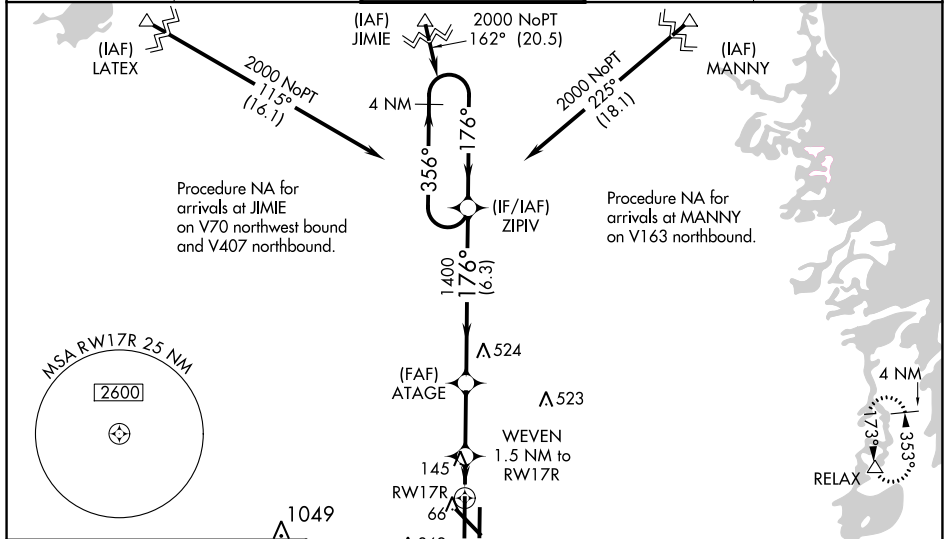 (IAF)
LATEX
2000 NoPT
115°
(16.1)
(IAF)
JIMIE
2000 NoPT
162° (20.5)
4 NM
356°
176°
2000 NoPT
225°
(18.1)
(IAF)
MANNY
Procedure NA for
arrivals at JIMIE
on V70 northwest bound
and V407 northbound.
(IF/IAF)
ZIPIV
Procedure NA for
arrivals at MANNY
on V163 northbound.
1400
176°
(6.3)
MSA RW17R 25 NM
2600
524
(FAF)
ATAGE
523
WEVEN
1.5 NM to
RW17R
145
RW17R
66
4 NM
173°
353°
RELAX
1049